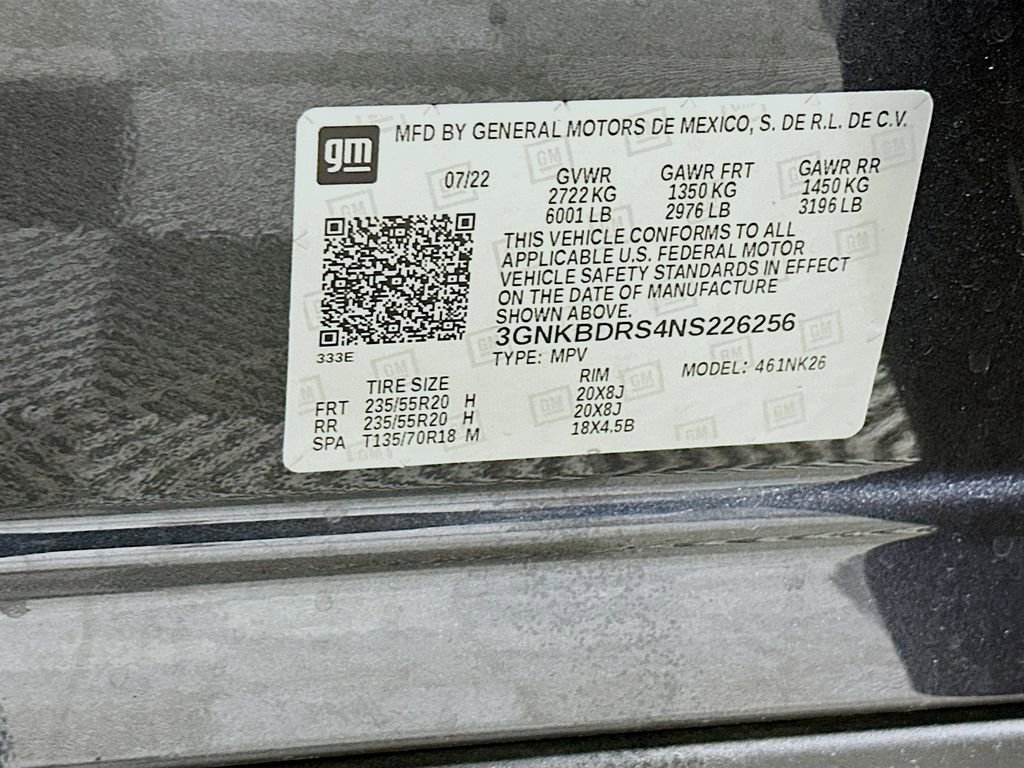 gm
MFD BY GENERAL MOTORS DE MEXICO, S. DE R.L. DE C.V.
07/22
GVWR GAWR FRT GAWR RR
2722 KG 1350 KG 1450 KG
6001 LB 2976 LB 3196 LB
THIS VEHICLE CONFORMS TO ALL
APPLICABLE U.S. FEDERAL MOTOR
VEHICLE SAFETY STANDARDS IN EFFECT
ON THE DATE OF MANUFACTURE
SHOWN ABOVE.
3GNKBDRS4NS226256
333E
TYPE: MPV MODEL: 461NK26
TIRE SIZE RIM
FRT 235/55R20 H 20X8J
RR 235/55R20 H 20X8J
SPA T135/70R18 M 18X4.5B